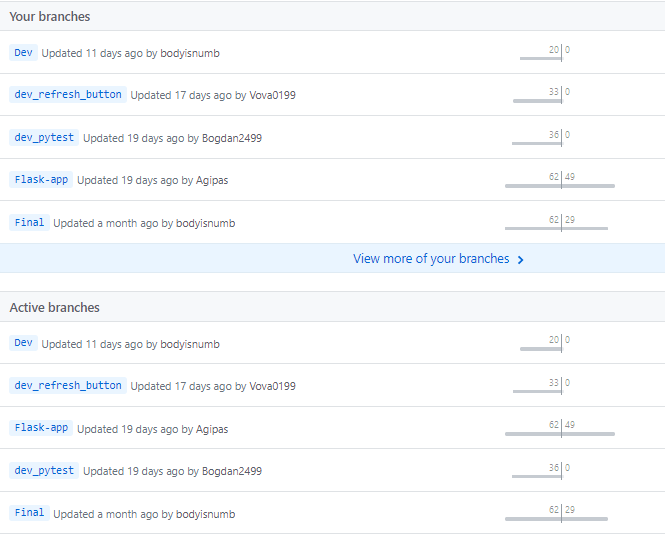 Your branches
Dev Updated 11 days ago by bodyisnumb 20 0
dev_refresh_button Updated 17 days ago by Vova0199 33 0
dev_pytest Updated 19 days ago by Bogdan2499 36 0
Flask-app Updated 19 days ago by Agipas 62 49
Final Updated a month ago by bodyisnumb 62 29
View more of your branches
Active branches
Dev Updated 11 days ago by bodyisnumb 20 0
dev_refresh_button Updated 17 days ago by Vova0199 33 0
Flask-app Updated 19 days ago by Agipas 62 49
dev_pytest Updated 19 days ago by Bogdan2499 36 0
Final Updated a month ago by bodyisnumb 62 29